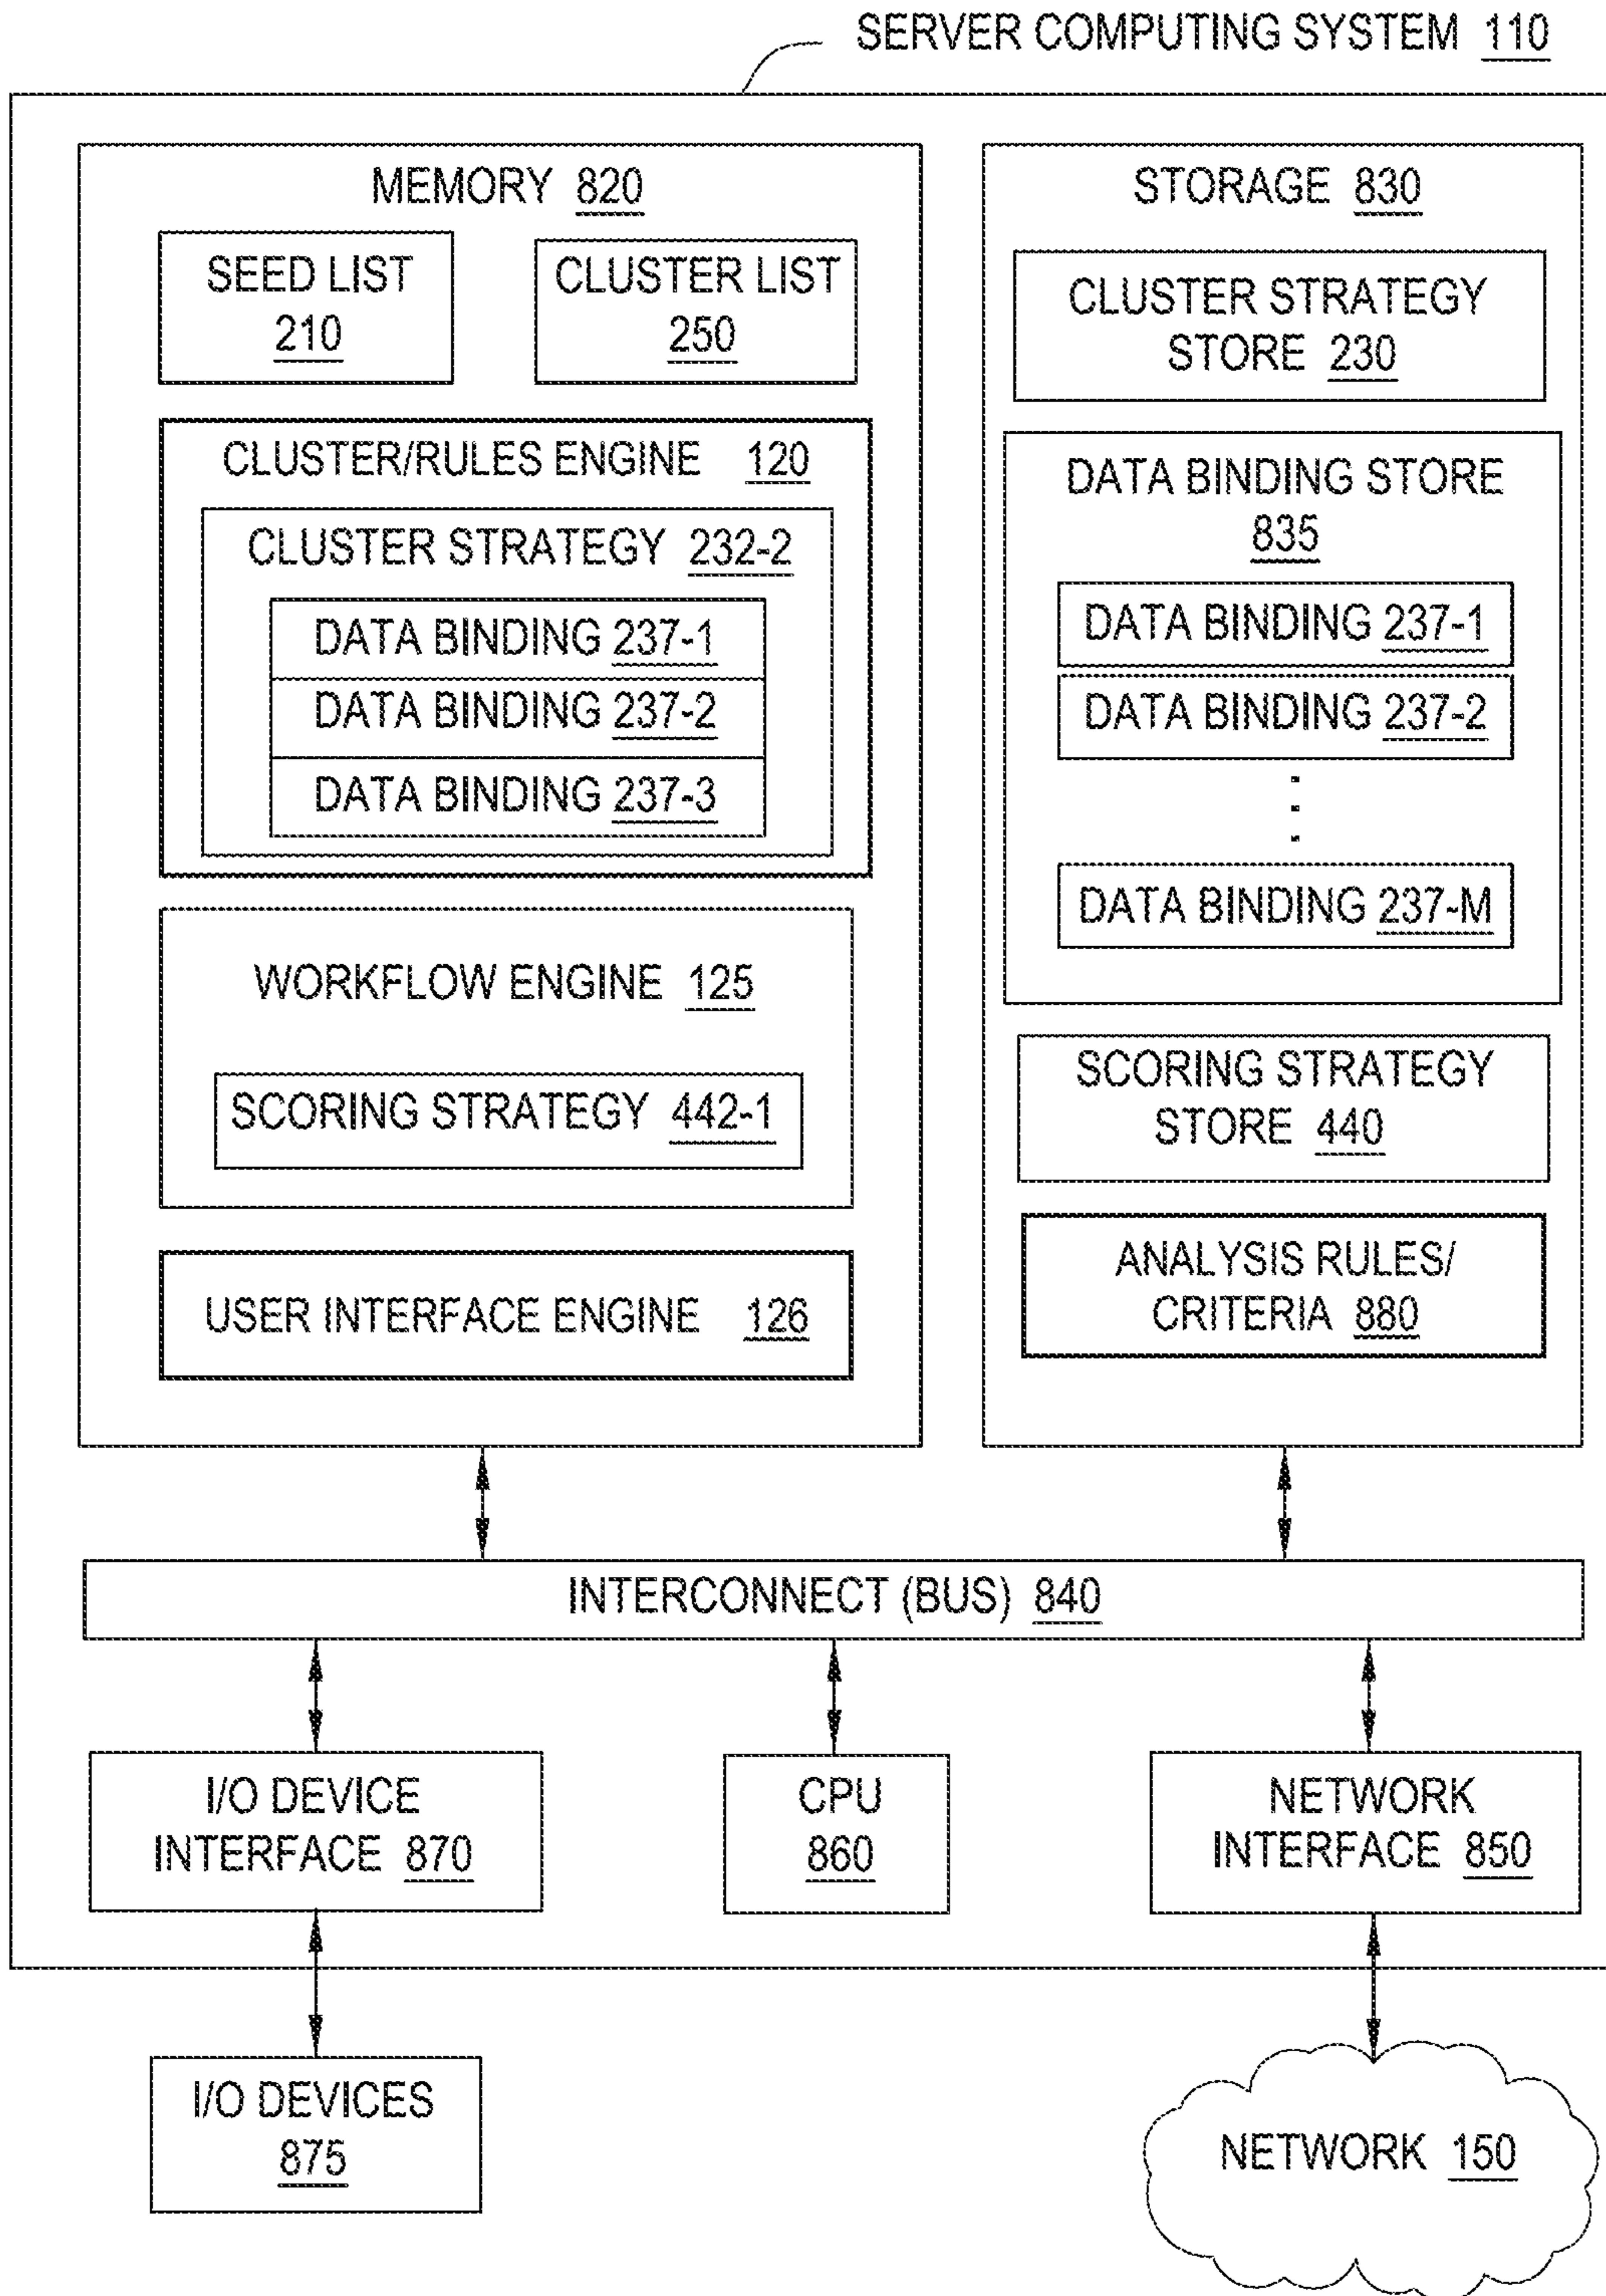 SERVER COMPUTING SYSTEM 110
MEMORY 820
SEED LIST
210
CLUSTER LIST
250
CLUSTER/RULES ENGINE 120
CLUSTER STRATEGY 232-2
DATA BINDING 237-1
DATA BINDING 237-2
DATA BINDING 237-3
WORKFLOW ENGINE 125
SCORING STRATEGY 442-1
USER INTERFACE ENGINE 126
STORAGE 830
CLUSTER STRATEGY
STORE 230
DATA BINDING STORE
835
DATA BINDING 237-1
DATA BINDING 237-2
DATA BINDING 237-M
SCORING STRATEGY
STORE 440
ANALYSIS RULES/
CRITERIA 880
INTERCONNECT (BUS) 840
I/O DEVICE
INTERFACE 870
CPU
860
NETWORK
INTERFACE 850
I/O DEVICES
875
NETWORK 150